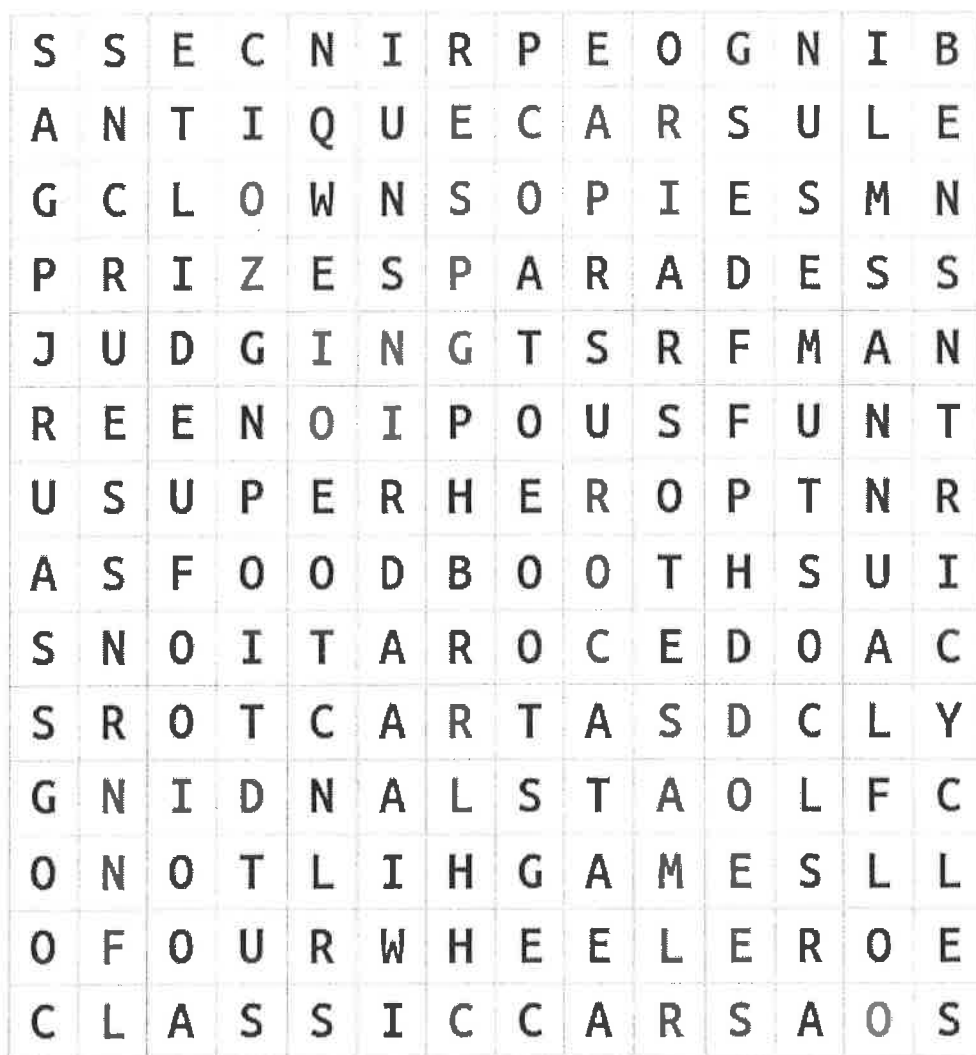 S S E C N I R P E O G N I B
A N T I Q U E C A R S U L E
G C L O W N S O P I E S M N
P R I Z E S P A R A D E S S
J U D G I N G T S R F M A N
R E E N O I P O U S F U N T
U S U P E R H E R O P T N R
A S F O O D B O O T H S U I
S N O I T A R O C E D O A C
S R O T C A R T A S D C L Y
G N I D N A L S T A O L F C
O N O T L I H G A M E S L L
O F O U R W H E E L E R O E
C L A S S I C C A R S A O S